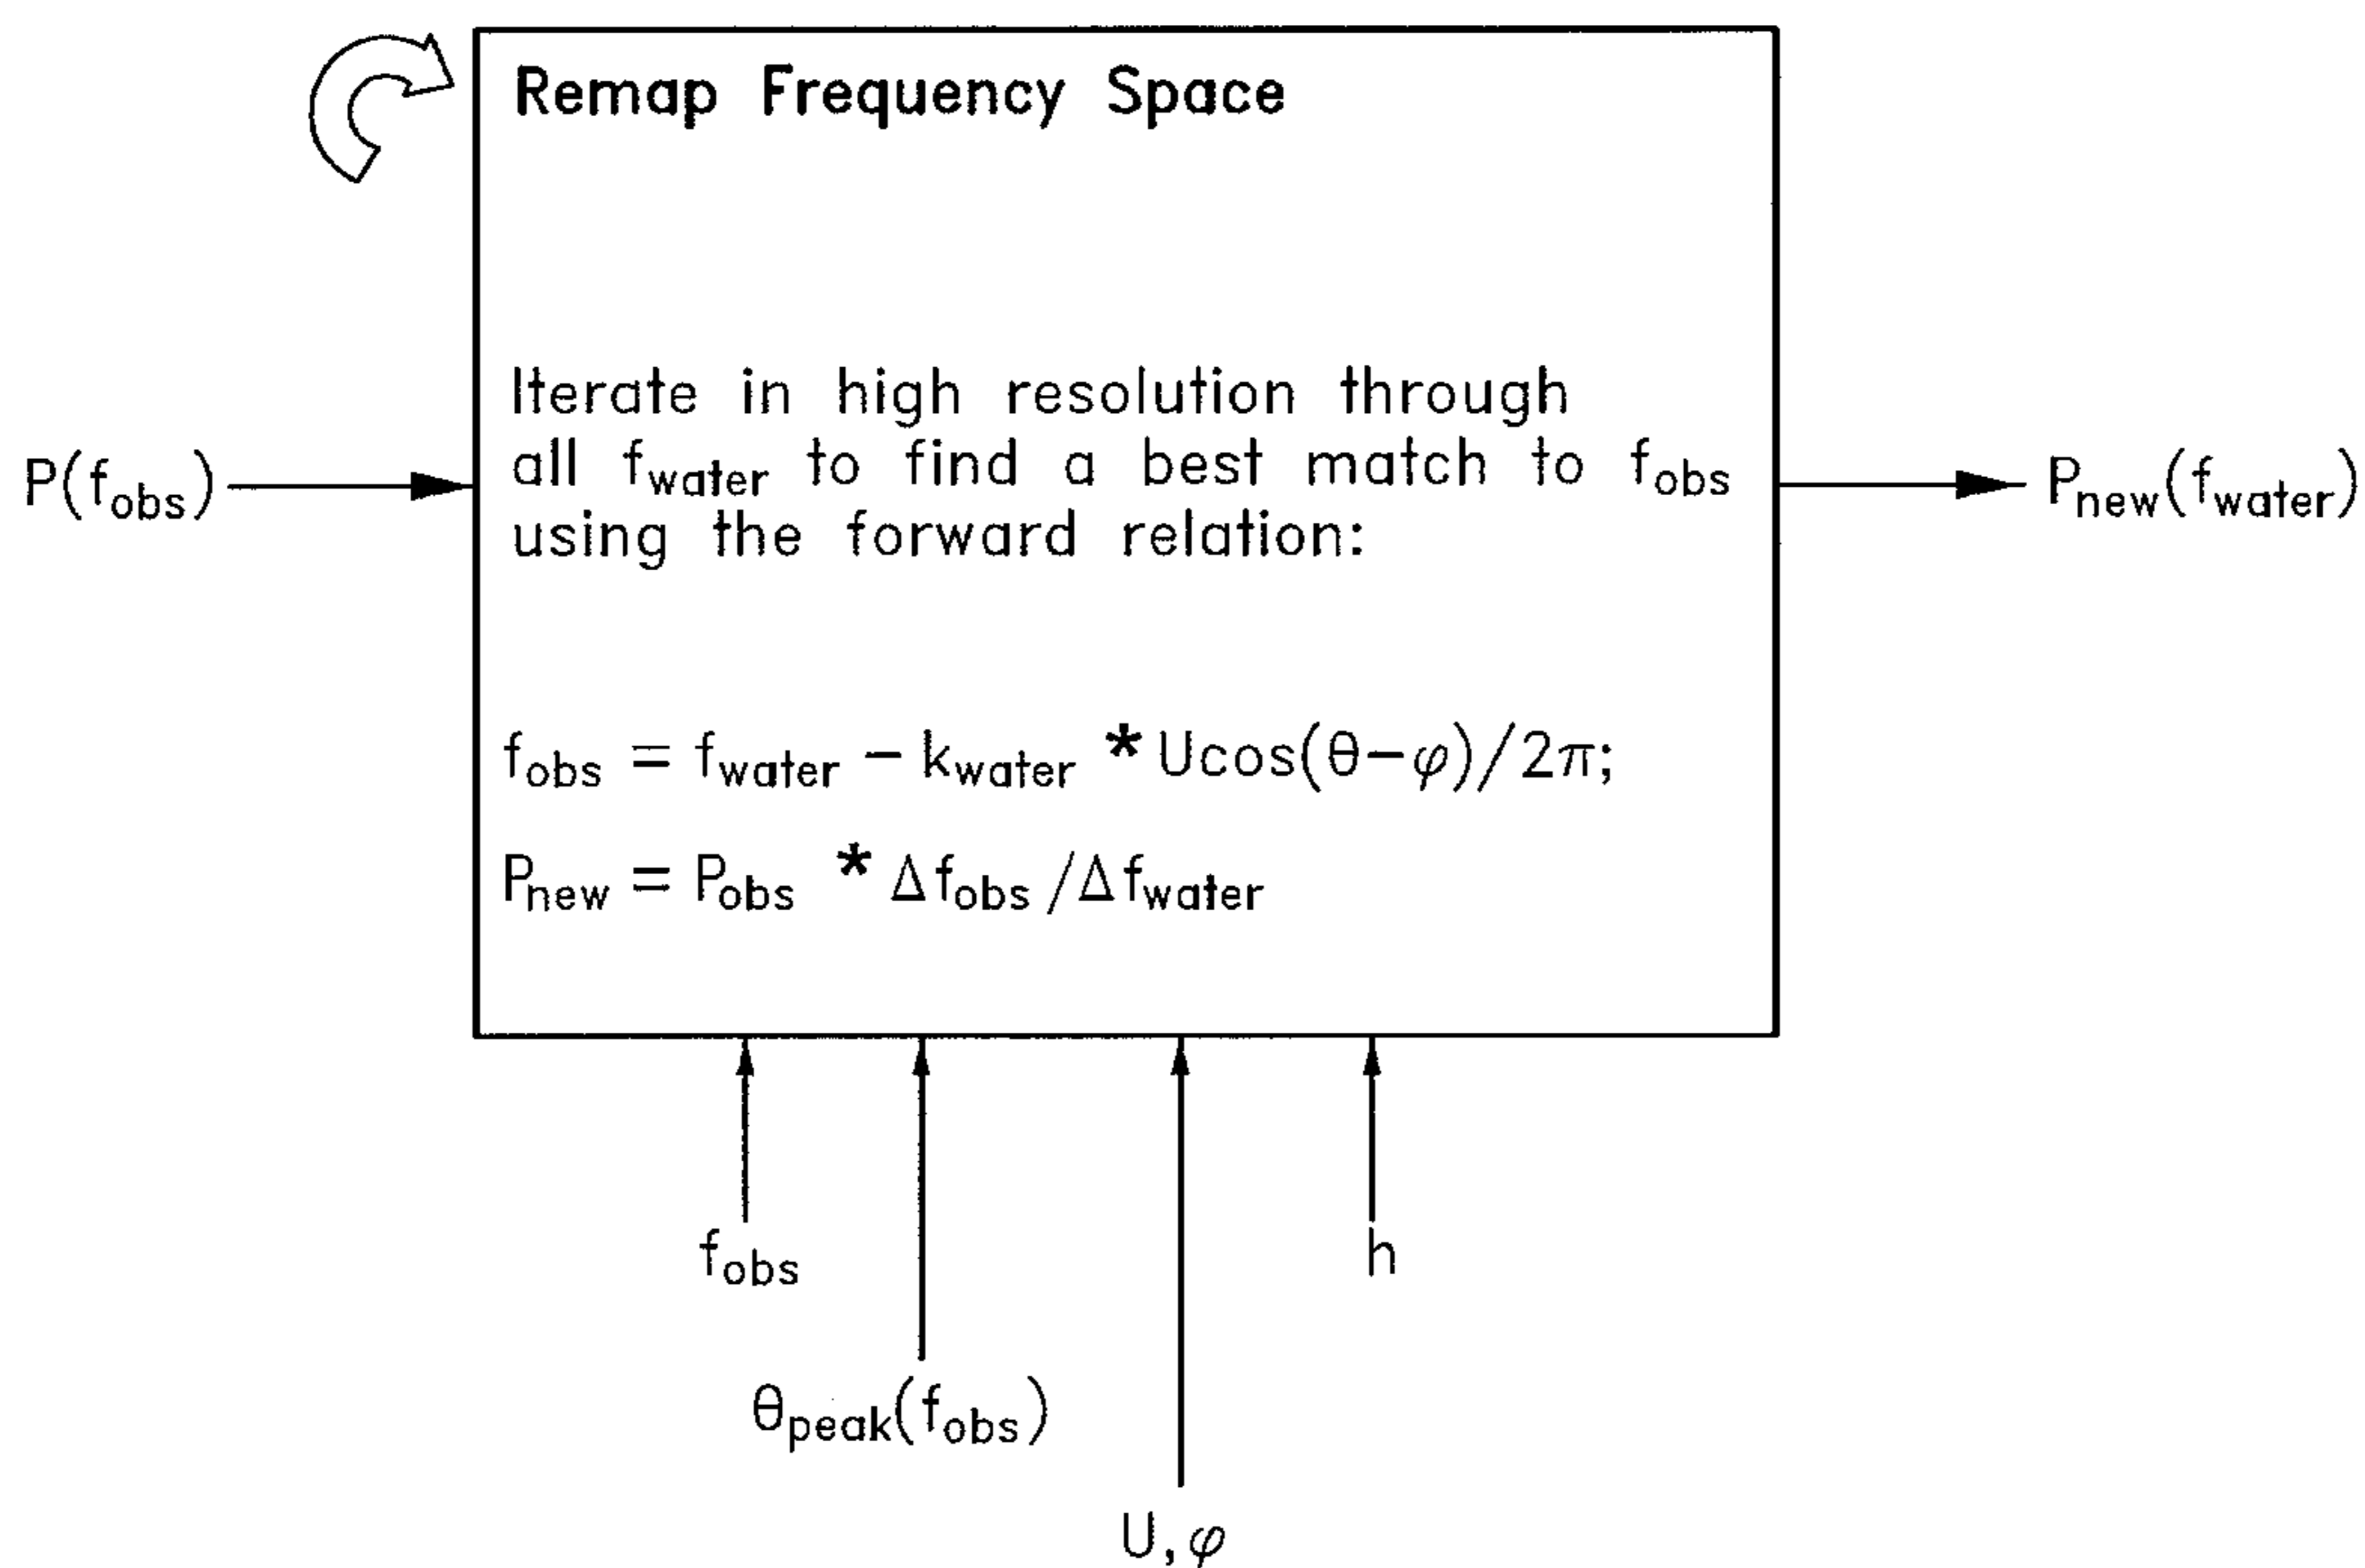 Remap Frequency Space
Iterate in high resolution through
all f_water to find a best match to f_obs
using the forward relation:
P(f_obs)
P_new(f_water)
f_obs = f_water − k_water * Ucos(θ−φ)/2π;
P_new = P_obs * Δf_obs /Δf_water
f_obs
h
θ_peak(f_obs)
U,φ